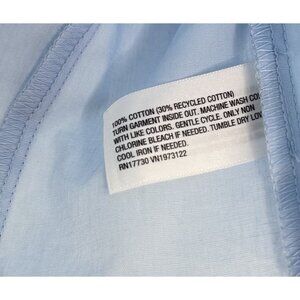 100% COTTON (30% RECYCLED COTTON)
TURN GARMENT INSIDE OUT. MACHINE WASH COL
WITH LIKE COLORS. GENTLE CYCLE. ONLY NON
CHLORINE BLEACH IF NEEDED. TUMBLE DRY LOW
COOL IRON IF NEEDED.
RN17730 VN1973122